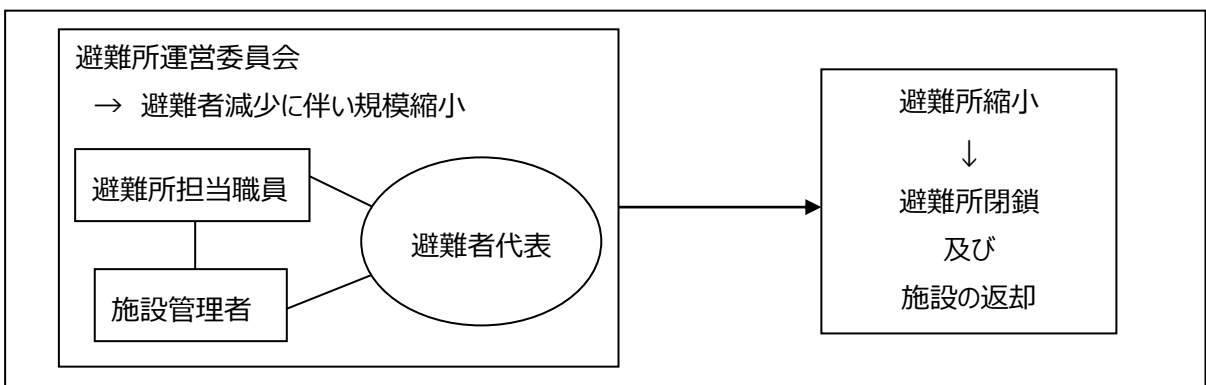 避難所運営委員会
→ 避難者減少に伴い規模縮小
避難所担当職員
施設管理者
避難者代表
避難所縮小
↓
避難所閉鎖
及び
施設の返却